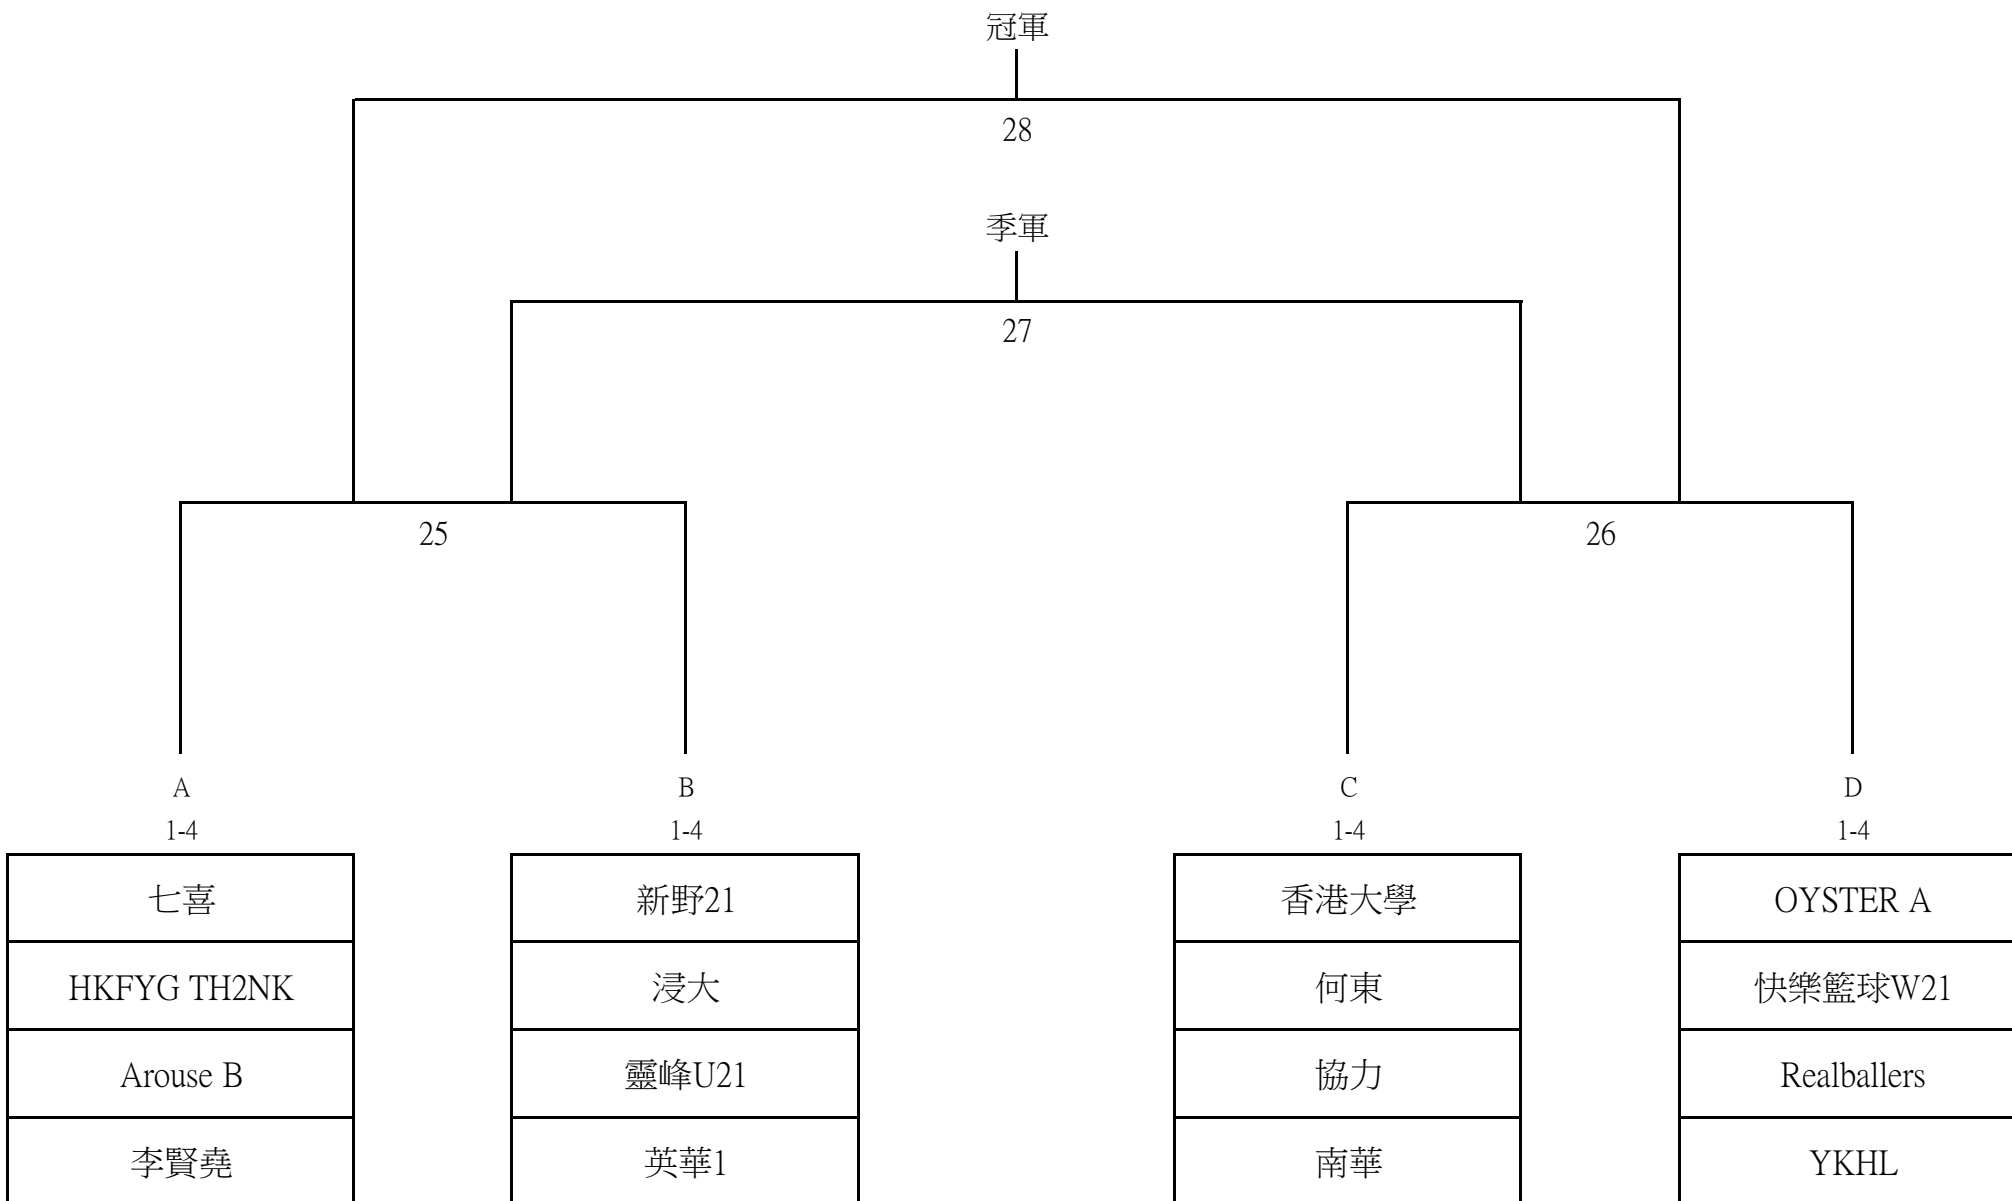 冠軍
28
季軍
27
25
26
A
B
C
D
1-4
1-4
1-4
1-4
七喜
新野21
香港大學
OYSTER A
HKFYG TH2NK
浸大
何東
快樂籃球W21
Arouse B
靈峰U21
協力
Realballers
李賢堯
英華1
南華
YKHL